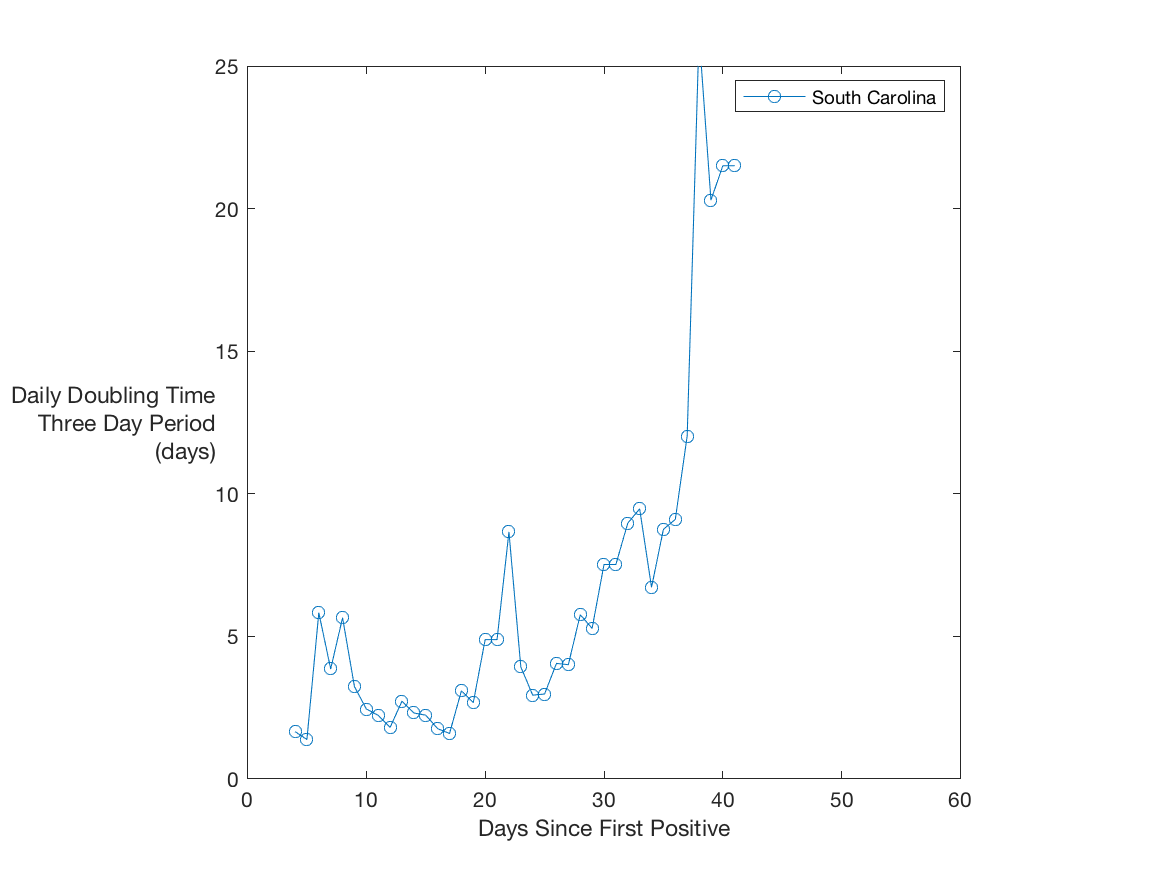 25
20
15
10
5
0
Daily Doubling Time
Three Day Period
(days)
South Carolina
0 10 20 30 40 50 60
Days Since First Positive